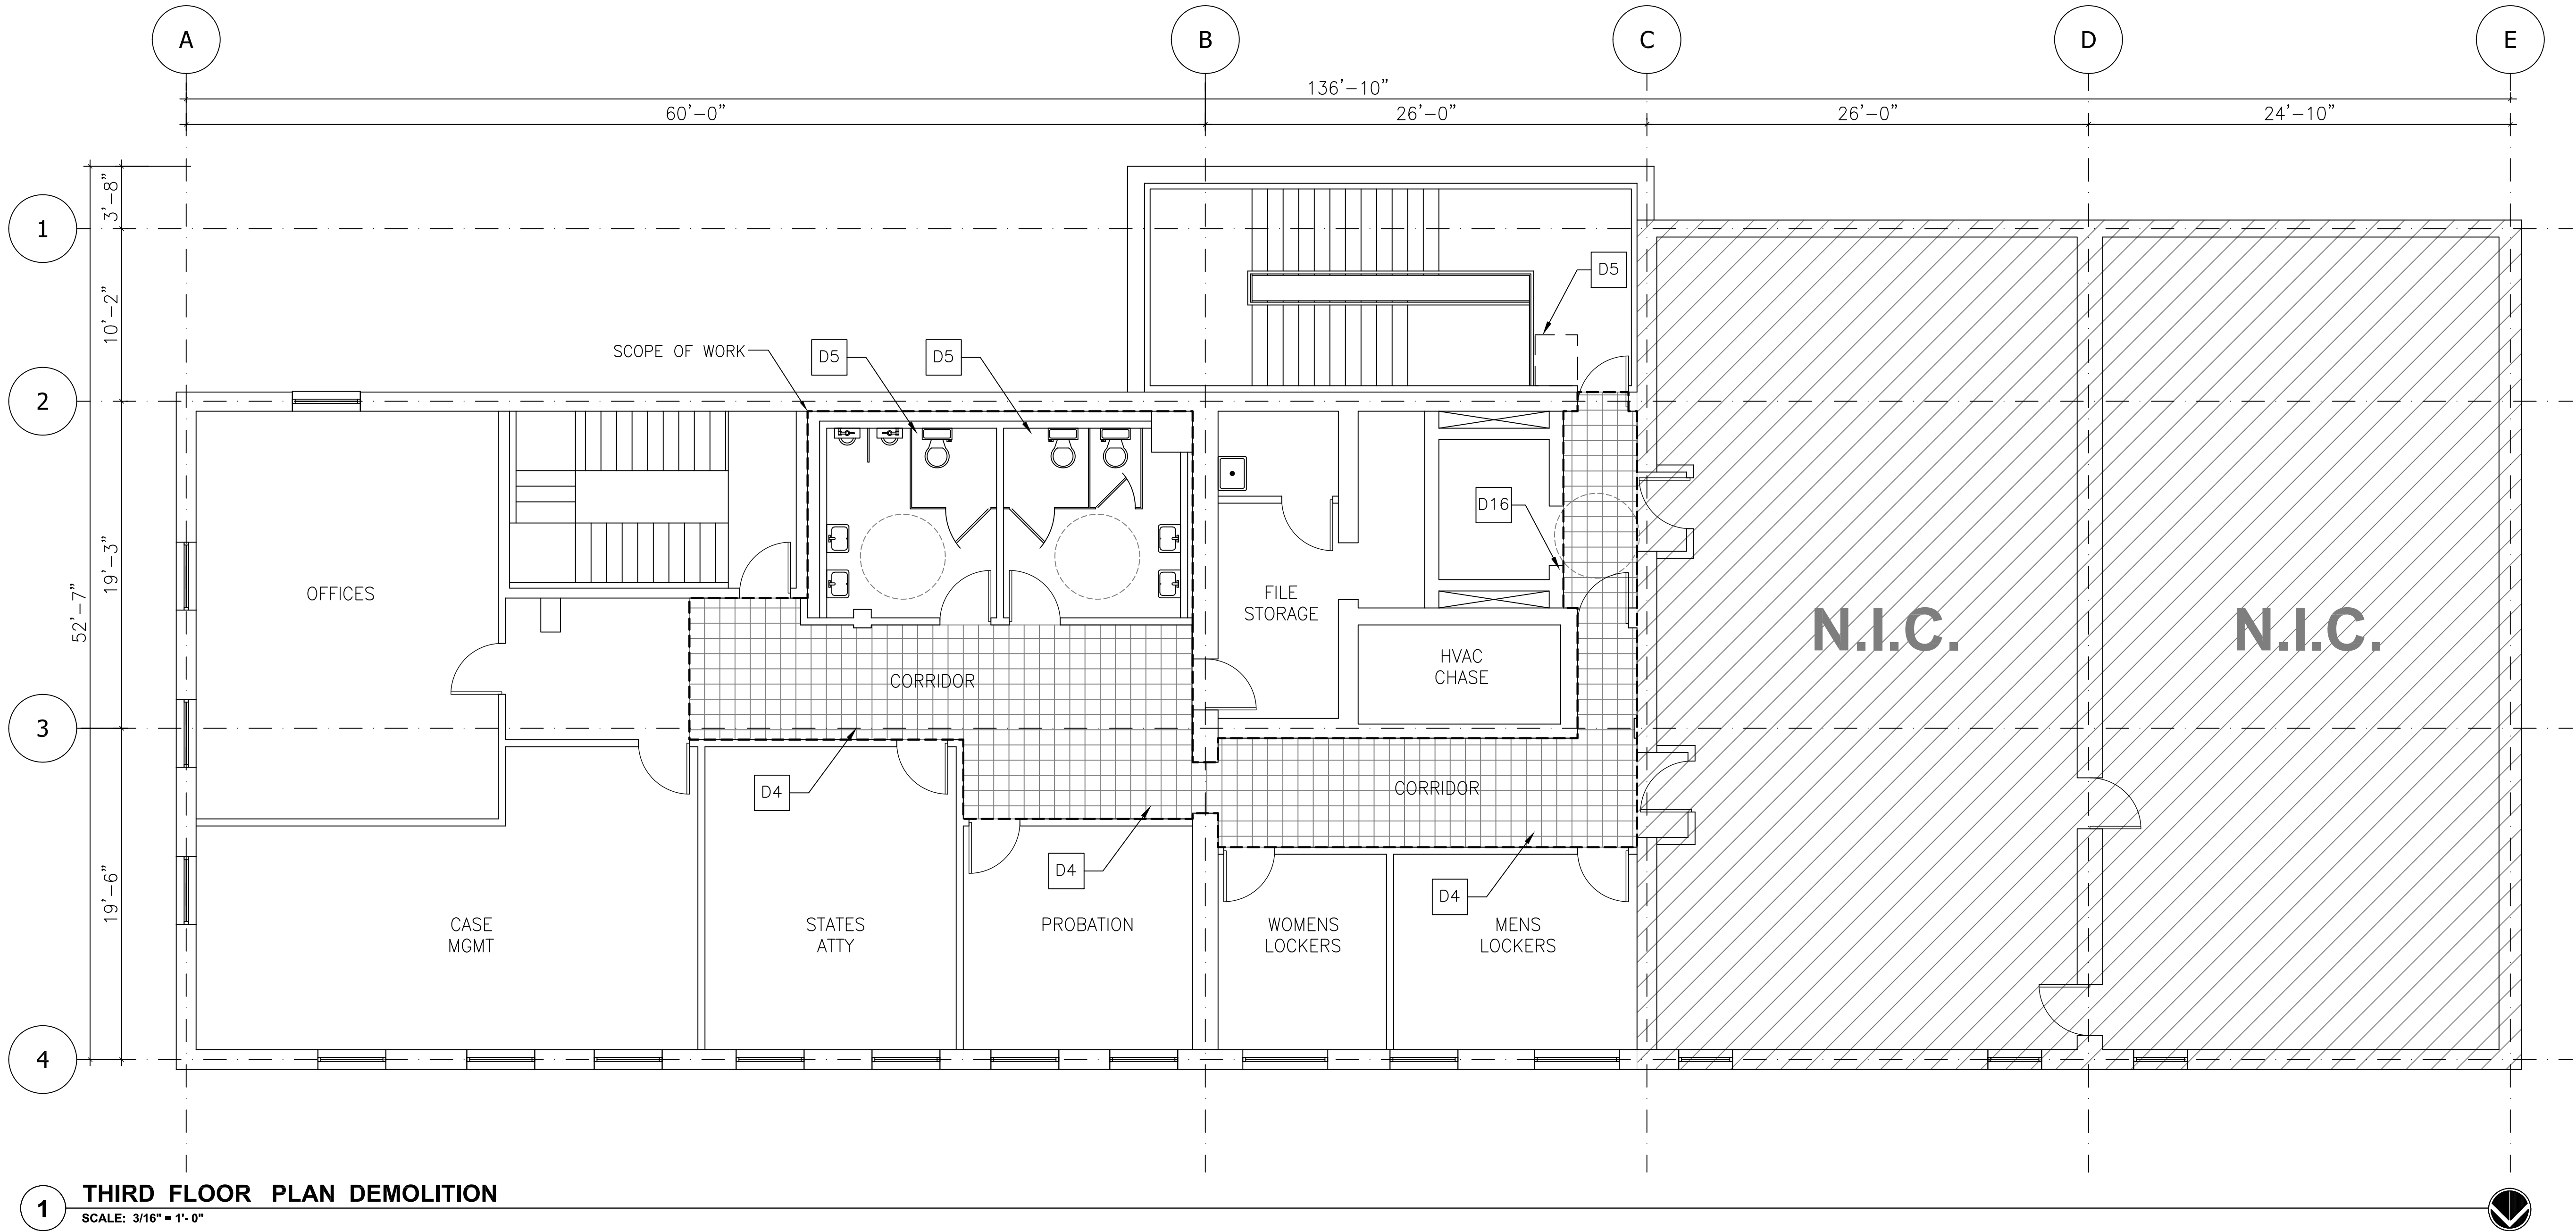 A
B
C
D
E
136'-10"
60'-0"
26'-0"
26'-0"
24'-10"
3'-8"
1
10'-2"
D5
SCOPE OF WORK
D5
D5
2
D16
19'-3"
52'-7"
OFFICES
FILE
STORAGE
N.I.C.
N.I.C.
HVAC
CHASE
CORRIDOR
3
D4
CORRIDOR
D4
D4
19'-6"
CASE
MGMT
STATES
ATTY
PROBATION
WOMENS
LOCKERS
MENS
LOCKERS
4
1
THIRD FLOOR PLAN DEMOLITION
SCALE: 3/16" = 1'- 0"